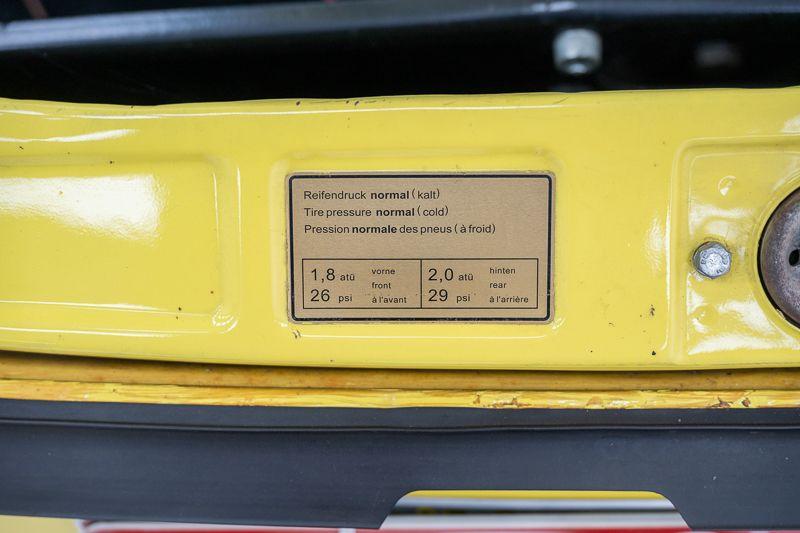 Reifendruck normal (kalt)
Tire pressure normal (cold)
Pression normale des pneus (à froid)
1,8 atü vorne
front
26 psi à l'avant
2,0 atü hinten
rear
29 psi à l'arrière